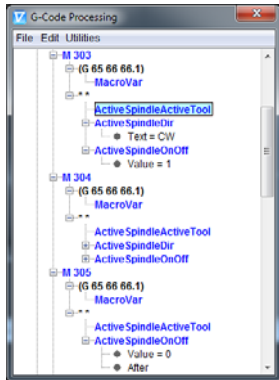 G-Code Processing
File Edit Utilities
M 303
(G 65 66 66.1)
MacroVar
* *
ActiveSpindleActiveTool
ActiveSpindleDir
Text = CW
ActiveSpindleOnOff
Value = 1
M 304
(G 65 66 66.1)
MacroVar
* *
ActiveSpindleActiveTool
ActiveSpindleDir
ActiveSpindleOnOff
M 305
(G 65 66 66.1)
MacroVar
* *
ActiveSpindleActiveTool
ActiveSpindleOnOff
Value = 0
After